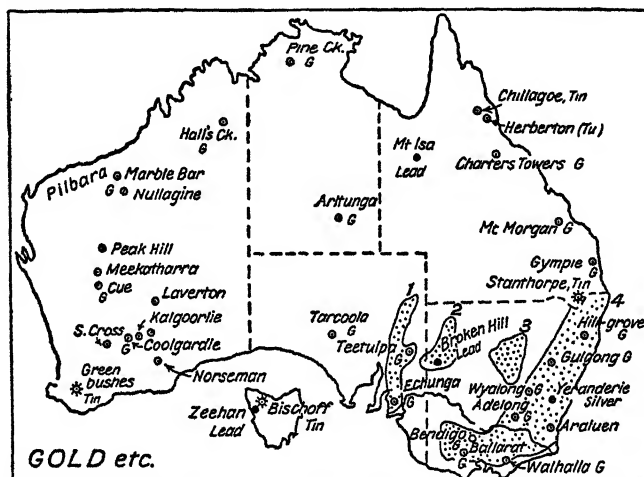 Pine Ck.
G
Chillagoe, Tin
Herberton (Tu)
Hall's Ck.
G
Mt Isa
Lead
Charters Towers G
Pilbara
Marble Bar
G
Nullagine
Arltunga
G
Mt. Morgan G
Peak Hill
Meekatharra
Cue
G
Laverton
Gympie
G
Stanthorpe, Tin
1
2
3
4
Kalgoorlie
S. Cross
G
Coolgardie
Tarcoola
G
Teetulpa
G
Broken Hill
Lead
Hill-grove
G
Gulgong G
Green
bushes
Tin
Norseman
Echunga
G
Wyalong G
Adelong G
Yerranderie
Silver
Zeehan
Lead
Bischoff
Tin
Bendigo
G
Ballarat
G
Araluen
Walhalla G
GOLD etc.